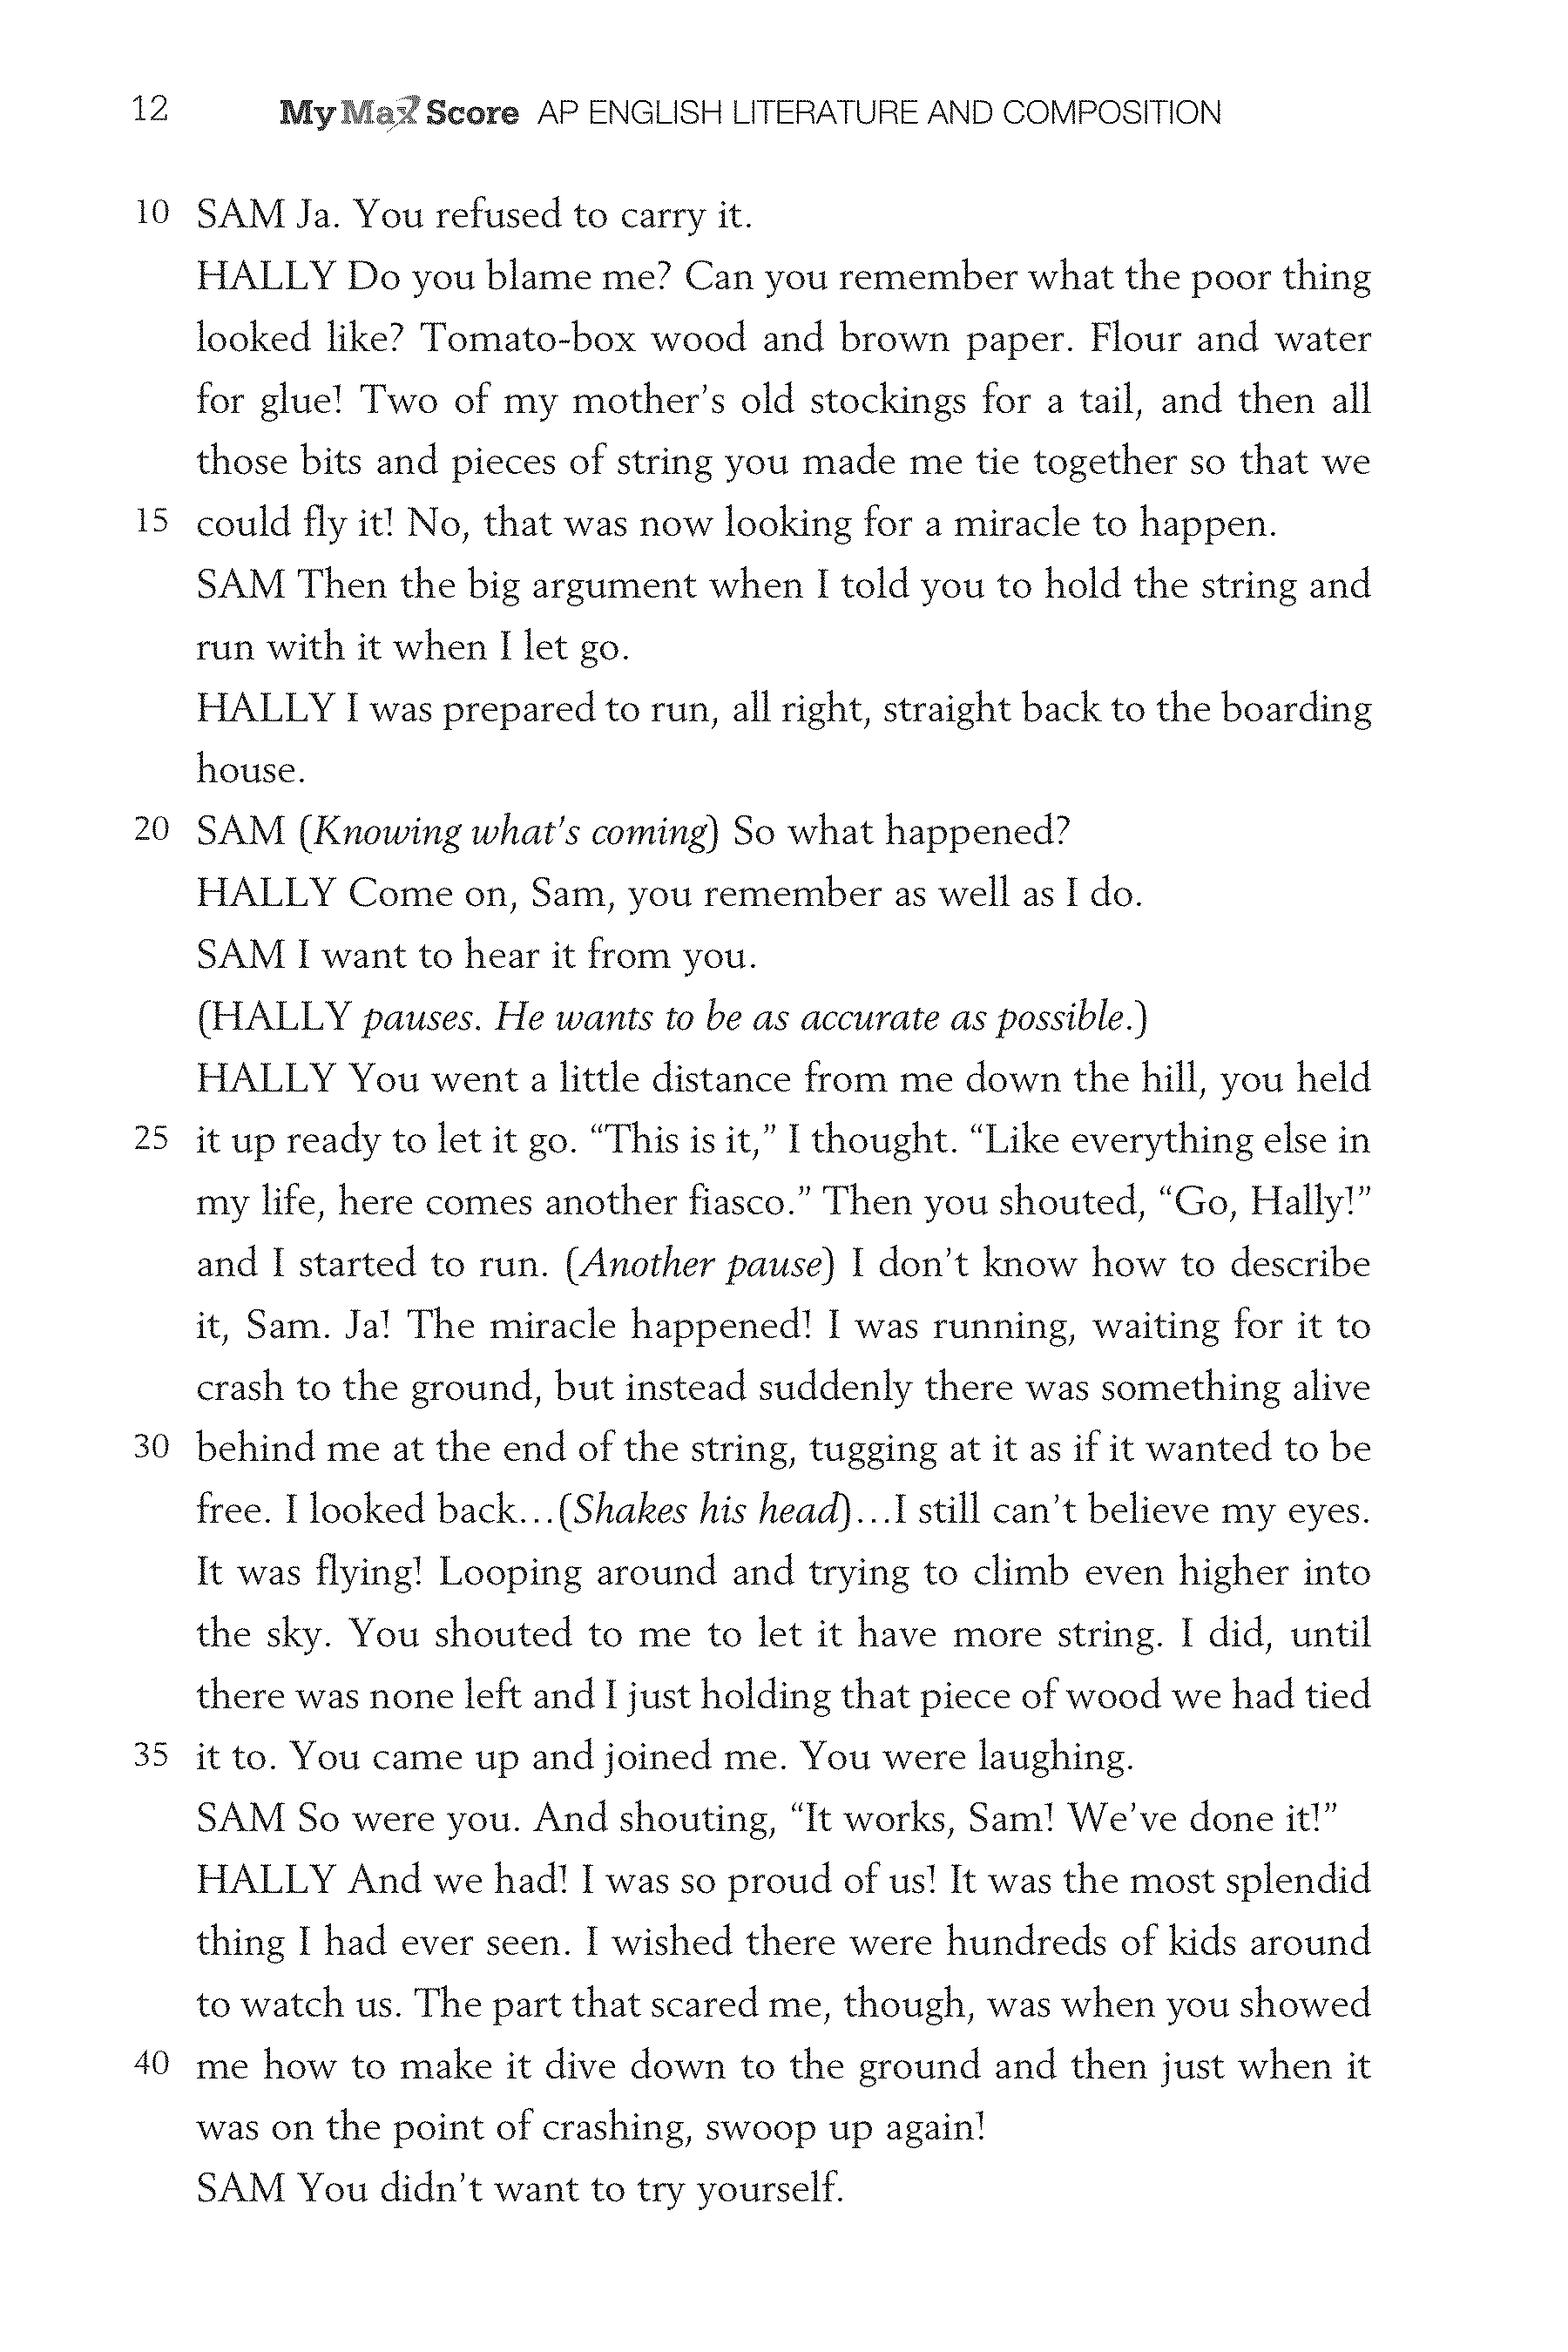 12 My Max Score AP ENGLISH LITERATURE AND COMPOSITION
10 SAM Ja. You refused to carry it.
HALLY Do you blame me? Can you remember what the poor thing
looked like? Tomato-box wood and brown paper. Flour and water
for glue! Two of my mother’s old stockings for a tail, and then all
those bits and pieces of string you made me tie together so that we
15 could fly it! No, that was now looking for a miracle to happen.
SAM Then the big argument when I told you to hold the string and
run with it when I let go.
HALLY I was prepared to run, all right, straight back to the boarding
house.
20 SAM (Knowing what’s coming) So what happened?
HALLY Come on, Sam, you remember as well as I do.
SAM I want to hear it from you.
(HALLY pauses. He wants to be as accurate as possible.)
HALLY You went a little distance from me down the hill, you held
25 it up ready to let it go. “This is it,” I thought. “Like everything else in
my life, here comes another fiasco.” Then you shouted, “Go, Hally!”
and I started to run. (Another pause) I don’t know how to describe
it, Sam. Ja! The miracle happened! I was running, waiting for it to
crash to the ground, but instead suddenly there was something alive
30 behind me at the end of the string, tugging at it as if it wanted to be
free. I looked back…(Shakes his head)…I still can’t believe my eyes.
It was flying! Looping around and trying to climb even higher into
the sky. You shouted to me to let it have more string. I did, until
there was none left and I just holding that piece of wood we had tied
35 it to. You came up and joined me. You were laughing.
SAM So were you. And shouting, “It works, Sam! We’ve done it!”
HALLY And we had! I was so proud of us! It was the most splendid
thing I had ever seen. I wished there were hundreds of kids around
to watch us. The part that scared me, though, was when you showed
40 me how to make it dive down to the ground and then just when it
was on the point of crashing, swoop up again!
SAM You didn’t want to try yourself.